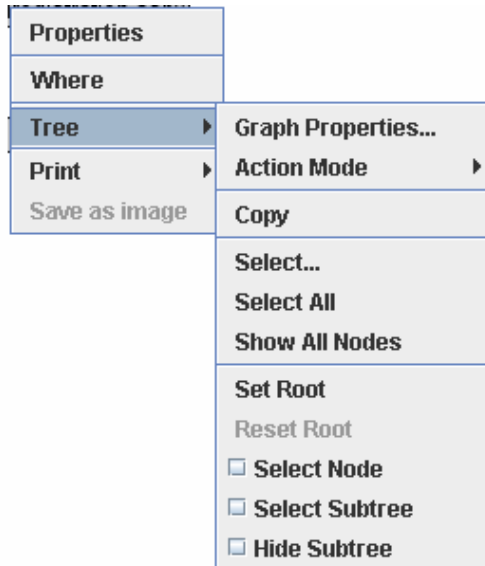 Properties
Where
Tree
Print
Save as image
Graph Properties...
Action Mode
Copy
Select...
Select All
Show All Nodes
Set Root
Reset Root
Select Node
Select Subtree
Hide Subtree